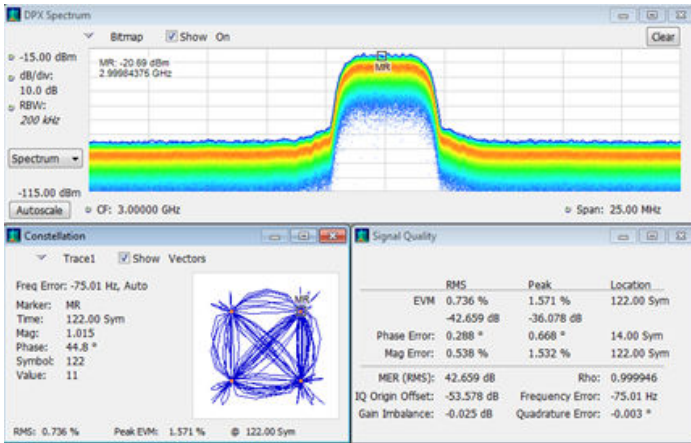 DPX Spectrum
Bitmap Show On Clear
-15.00 dBm
dB/div:
10.0 dB
RBW:
200 kHz
MR: -20.69 dBm
2.99984375 GHz
MR
Spectrum
-115.00 dBm
Autoscale CF: 3.00000 GHz Span: 25.00 MHz
Constellation
Trace1 Show Vectors
Freq Error: -75.01 Hz, Auto
Marker: MR
Time: 122.00 Sym
Mag: 1.015
Phase: 44.8 °
Symbol: 122
Value: 11
MR
RMS: 0.736 % Peak EVM: 1.571 % @ 122.00 Sym
Signal Quality
RMS Peak Location
EVM 0.736 % 1.571 % 122.00 Sym
-42.659 dB -36.078 dB
Phase Error: 0.288 ° 0.668 ° 14.00 Sym
Mag Error: 0.538 % 1.532 % 122.00 Sym
MER (RMS): 42.659 dB Rho: 0.999946
IQ Origin Offset: -53.578 dB Frequency Error: -75.01 Hz
Gain Imbalance: -0.025 dB Quadrature Error: -0.003 °